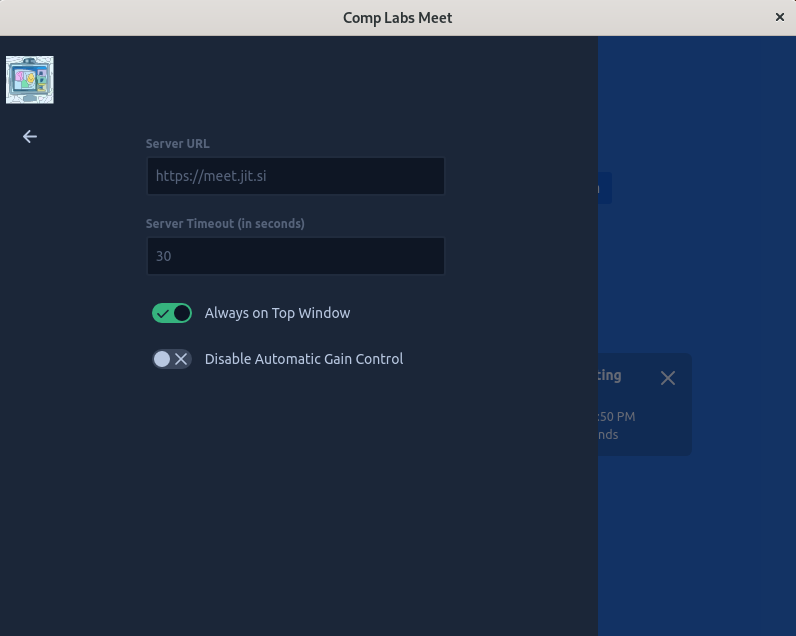 Comp Labs Meet
Server URL
https://meet.jit.si
Server Timeout (in seconds)
30
Always on Top Window
Disable Automatic Gain Control
ting
:50 PM
nds